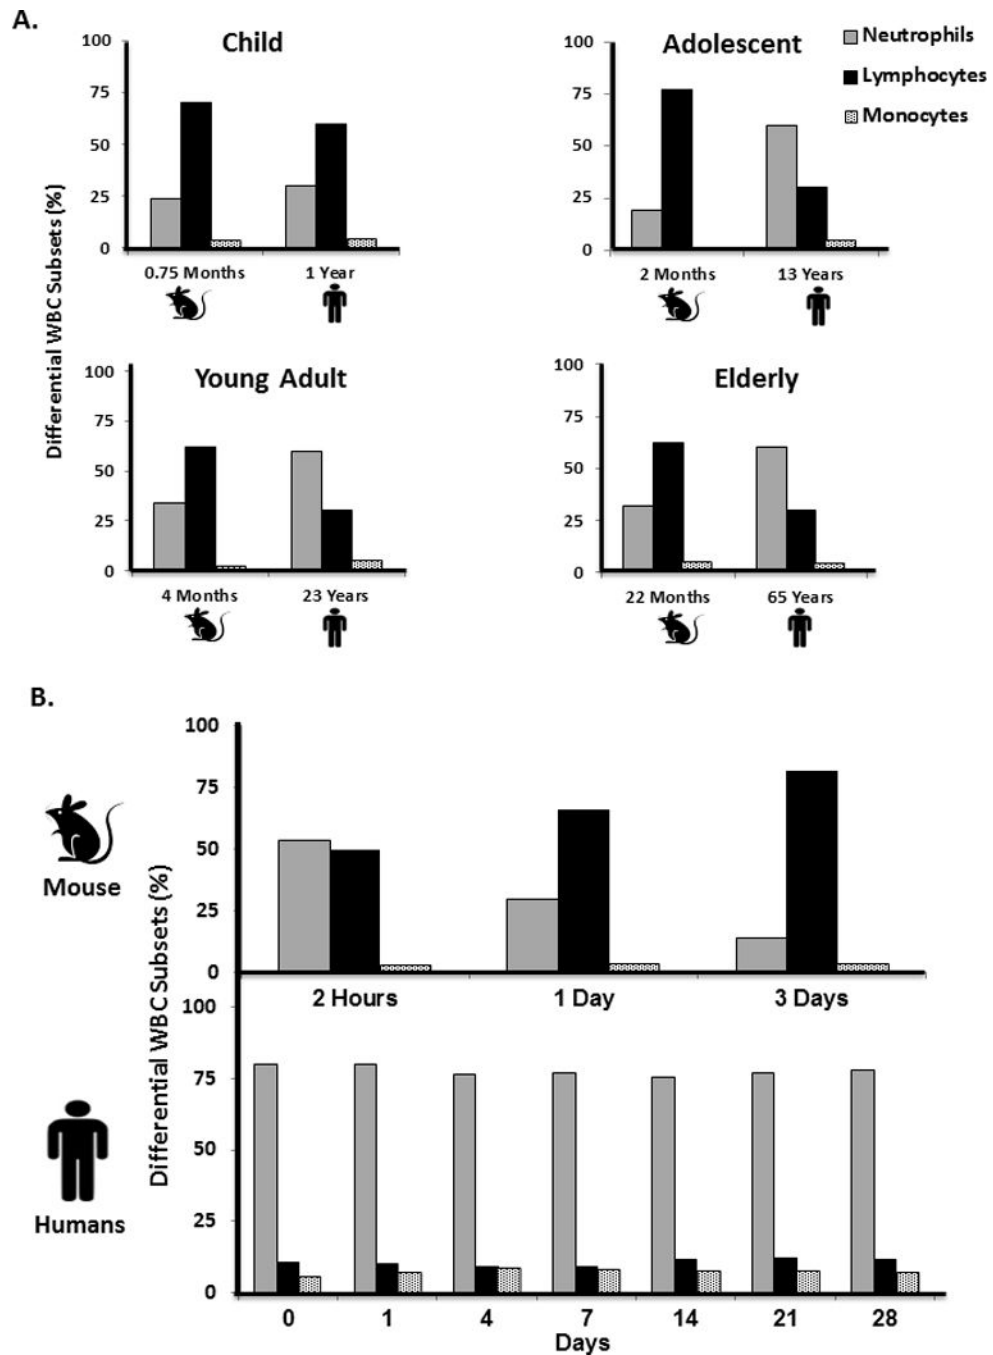 A.
Child
Adolescent
Neutrophils
Lymphocytes
Monocytes
Differential WBC Subsets (%)
100
75
50
25
0
0.75 Months
1 Year
100
75
50
25
0
2 Months
13 Years
Young Adult
100
75
50
25
0
4 Months
23 Years
Elderly
100
75
50
25
0
22 Months
65 Years
B.
Mouse
Humans
Differential WBC Subsets (%)
100
75
50
25
0
2 Hours
1 Day
3 Days
100
75
50
25
0
0 1 4 7 14 21 28
Days